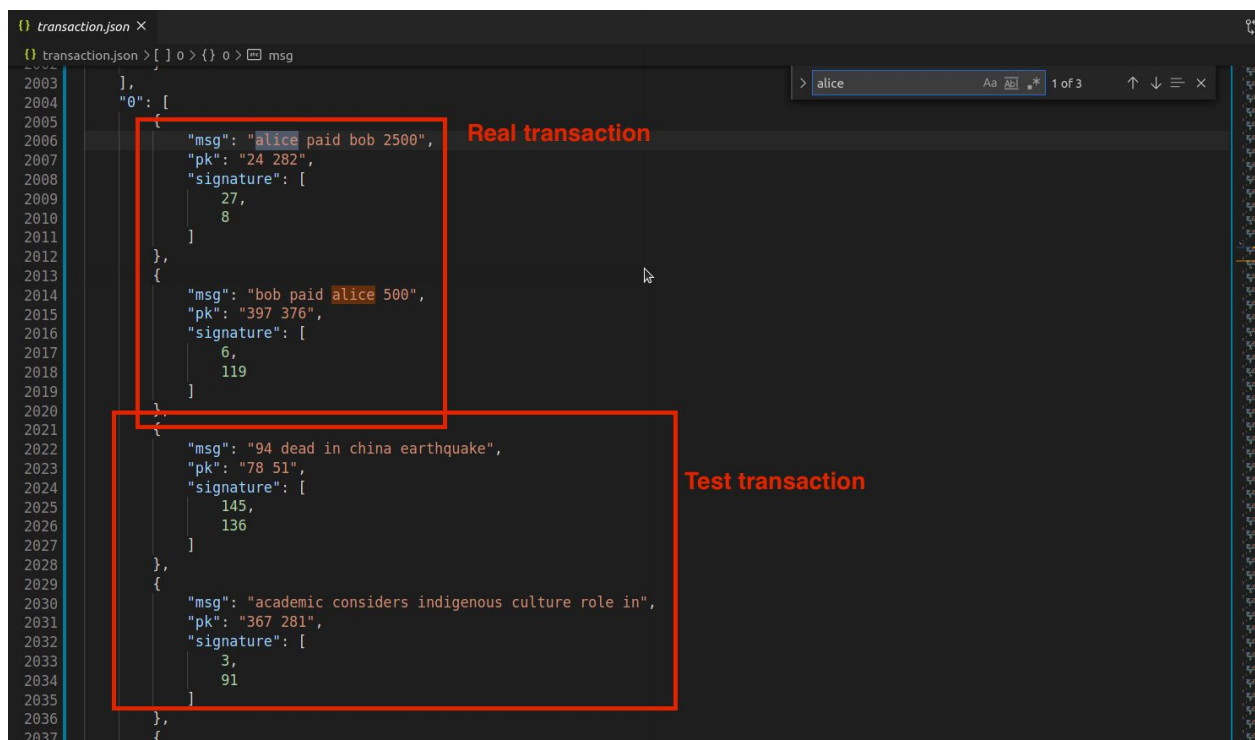 {} transaction.json ×
{} transaction.json > [ ] 0 > {} 0 > abc msg
2003 ],
> alice Aa Abl .* 1 of 3 ↑ ↓ ×
2004 "0": [
2005 {
Real transaction
2006 "msg": "alice paid bob 2500",
2007 "pk": "24 282",
2008 "signature": [
2009 27,
2010 8
2011 ]
2012 },
2013 {
2014 "msg": "bob paid alice 500",
2015 "pk": "397 376",
2016 "signature": [
2017 6,
2018 119
2019 ]
2020 },
2021 {
2022 "msg": "94 dead in china earthquake",
2023 "pk": "78 51",
2024 "signature": [
Test transaction
2025 145,
2026 136
2027 ]
2028 },
2029 {
2030 "msg": "academic considers indigenous culture role in",
2031 "pk": "367 281",
2032 "signature": [
2033 3,
2034 91
2035 ]
2036 },
2037 {